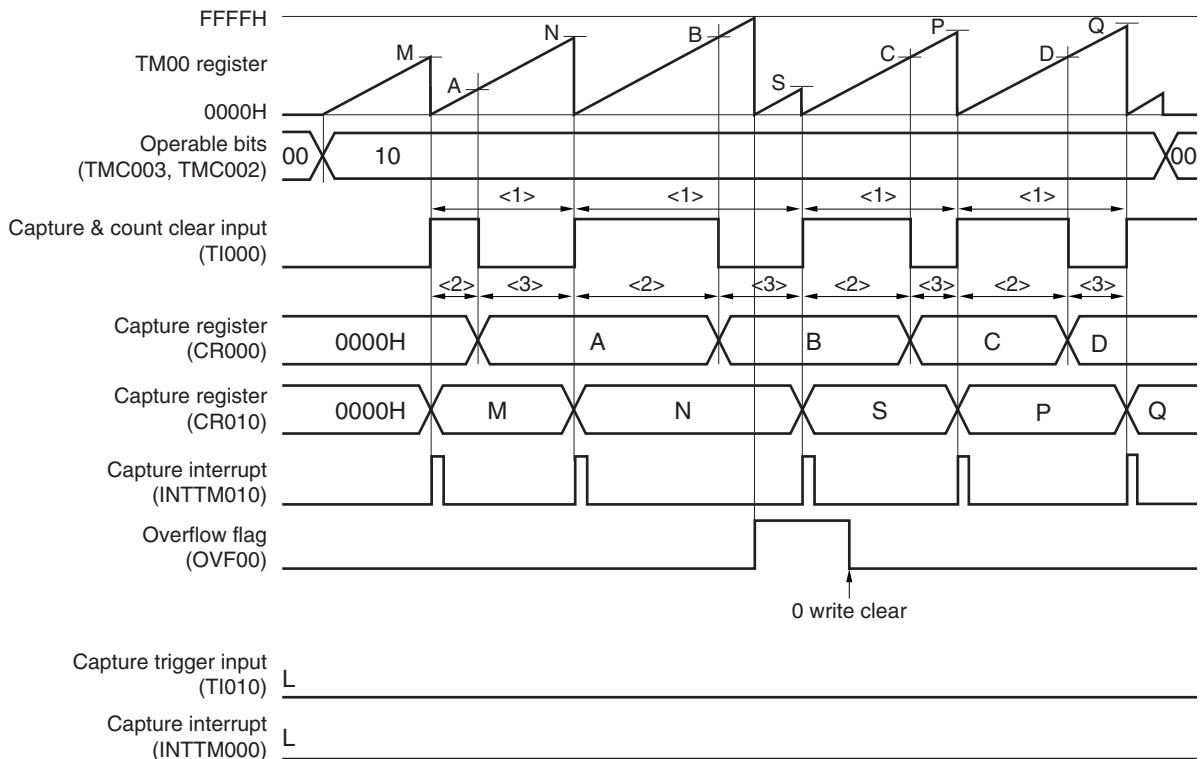 FFFFH
TM00 register
0000H
M
A
N
B
S
C
P
D
Q
Operable bits
(TMC003, TMC002)
00
10
00
<1>
<1>
<1>
<1>
Capture & count clear input
(TI000)
<2>
<3>
<2>
<3>
<2>
<3>
<2>
<3>
Capture register
(CR000)
0000H
A
B
C
D
Capture register
(CR010)
0000H
M
N
S
P
Q
Capture interrupt
(INTTM010)
Overflow flag
(OVF00)
0 write clear
Capture trigger input
(TI010)
L
Capture interrupt
(INTTM000)
L